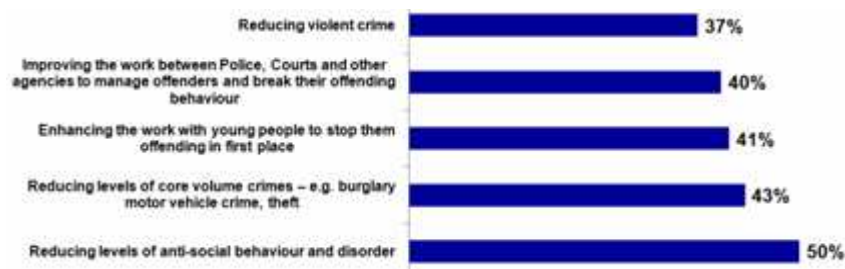 Reducing violent crime
37%
Improving the work between Police, Courts and other
agencies to manage offenders and break their offending
behaviour
40%
Enhancing the work with young people to stop them
offending in first place
41%
Reducing levels of core volume crimes – e.g. burglary
motor vehicle crime, theft
43%
Reducing levels of anti-social behaviour and disorder
50%